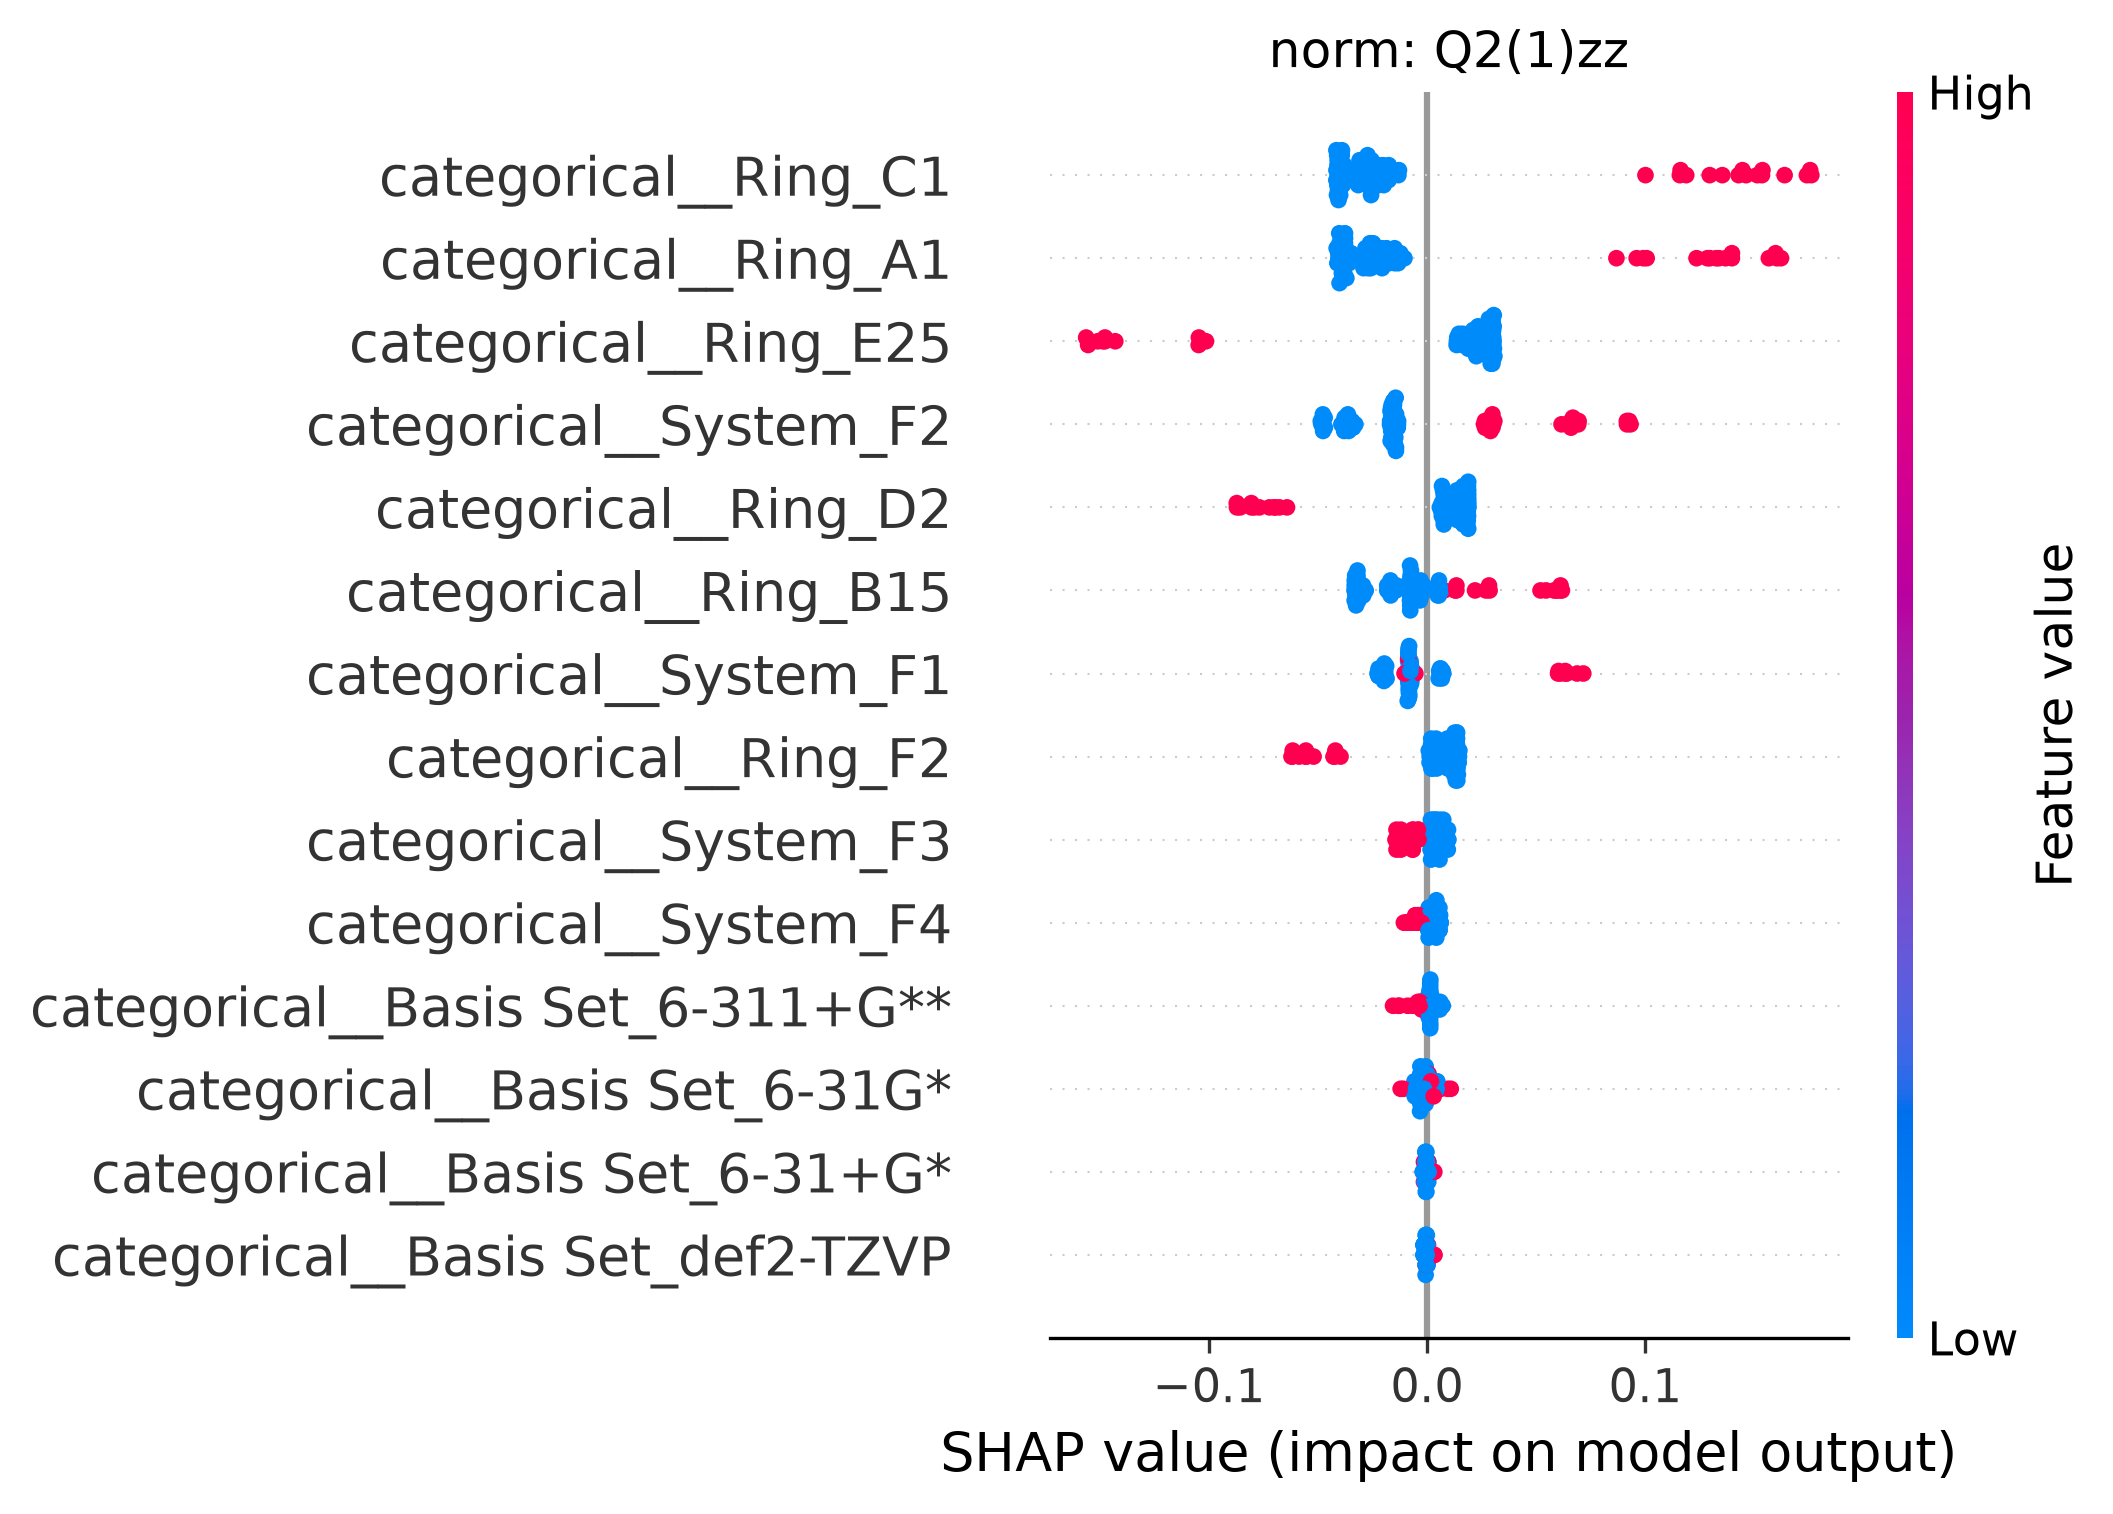 norm: Q2(1)zz
High
categorical__Ring_C1
categorical__Ring_A1
categorical__Ring_E25
categorical__System_F2
categorical__Ring_D2
categorical__Ring_B15
categorical__System_F1
categorical__Ring_F2
categorical__System_F3
categorical__System_F4
categorical__Basis Set_6-311+G**
categorical__Basis Set_6-31G*
categorical__Basis Set_6-31+G*
categorical__Basis Set_def2-TZVP
Feature value
Low
−0.1 0.0 0.1
SHAP value (impact on model output)